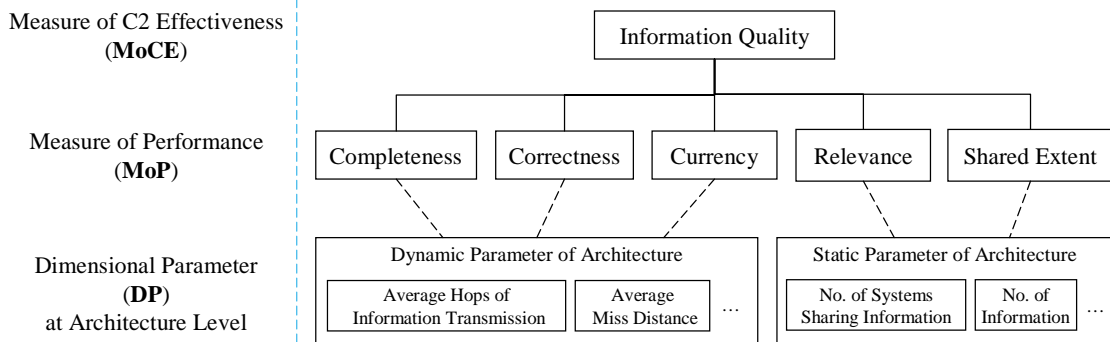 Measure of C2 Effectiveness
(MoCE)
Information Quality
Measure of Performance
(MoP)
Completeness
Correctness
Currency
Relevance
Shared Extent
Dimensional Parameter
(DP)
at Architecture Level
Dynamic Parameter of Architecture
Average Hops of
Information Transmission
Average
Miss Distance
...
Static Parameter of Architecture
No. of Systems
Sharing Information
No. of
Information
...